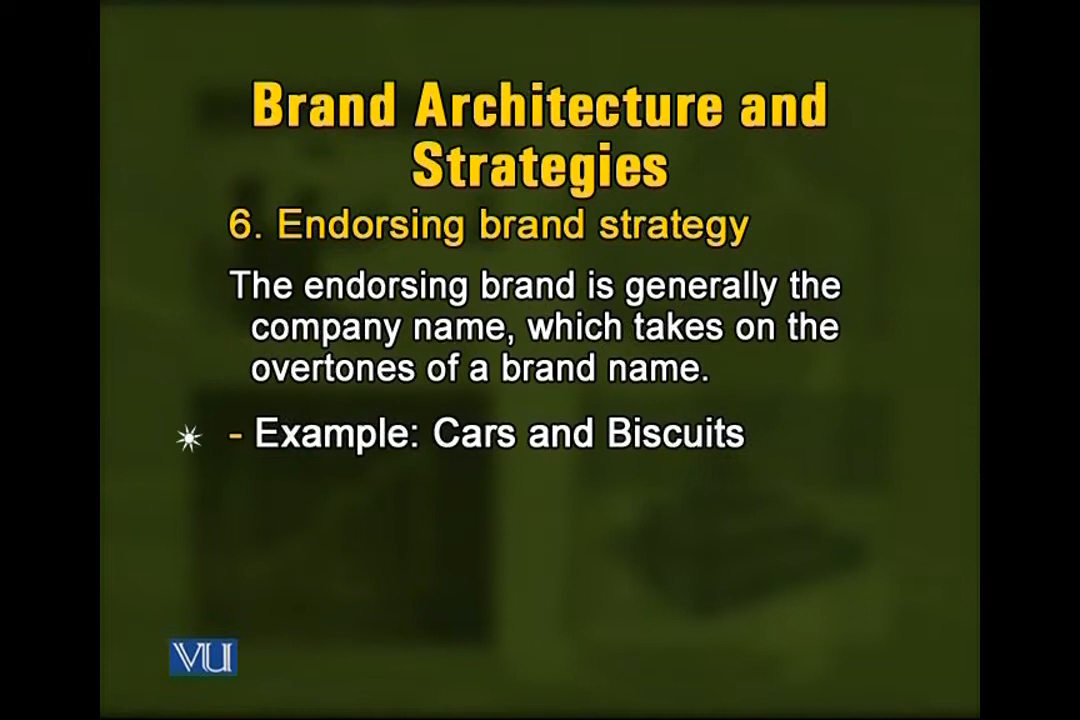 Brand Architecture and
Strategies
6. Endorsing brand strategy
The endorsing brand is generally the
company name, which takes on the
overtones of a brand name.
- Example: Cars and Biscuits
VU